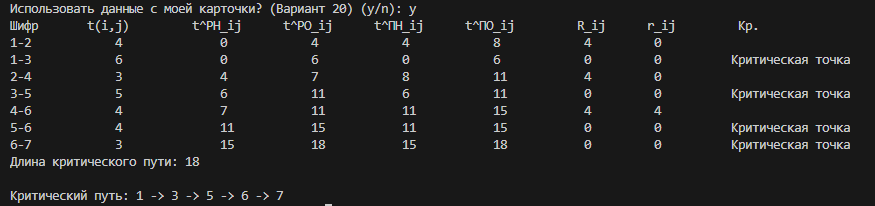 Использовать данные с моей карточки? (Вариант 20) (y/n): y
Шифр t(i,j) t^РН_ij t^РО_ij t^ПН_ij t^ПО_ij R_ij r_ij Кр.
1-2 4 0 4 4 8 4 0
1-3 6 0 6 0 6 0 0 Критическая точка
2-4 3 4 7 8 11 4 0
3-5 5 6 11 6 11 0 0 Критическая точка
4-6 4 7 11 11 15 4 4
5-6 4 11 15 11 15 0 0 Критическая точка
6-7 3 15 18 15 18 0 0 Критическая точка
Длина критического пути: 18
Критический путь: 1 -> 3 -> 5 -> 6 -> 7